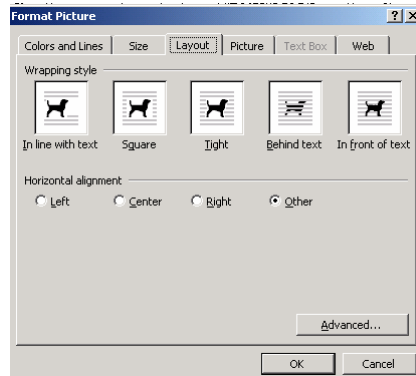 Format Picture
Colors and Lines Size Layout Picture Text Box Web
Wrapping style
In line with text Square Tight Behind text In front of text
Horizontal alignment
Left Center Right Other
Advanced...
OK Cancel